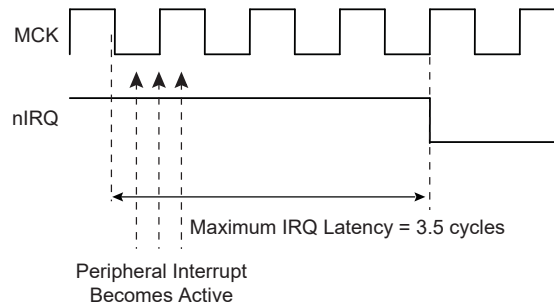 MCK
nIRQ
Maximum IRQ Latency = 3.5 cycles
Peripheral Interrupt
Becomes Active